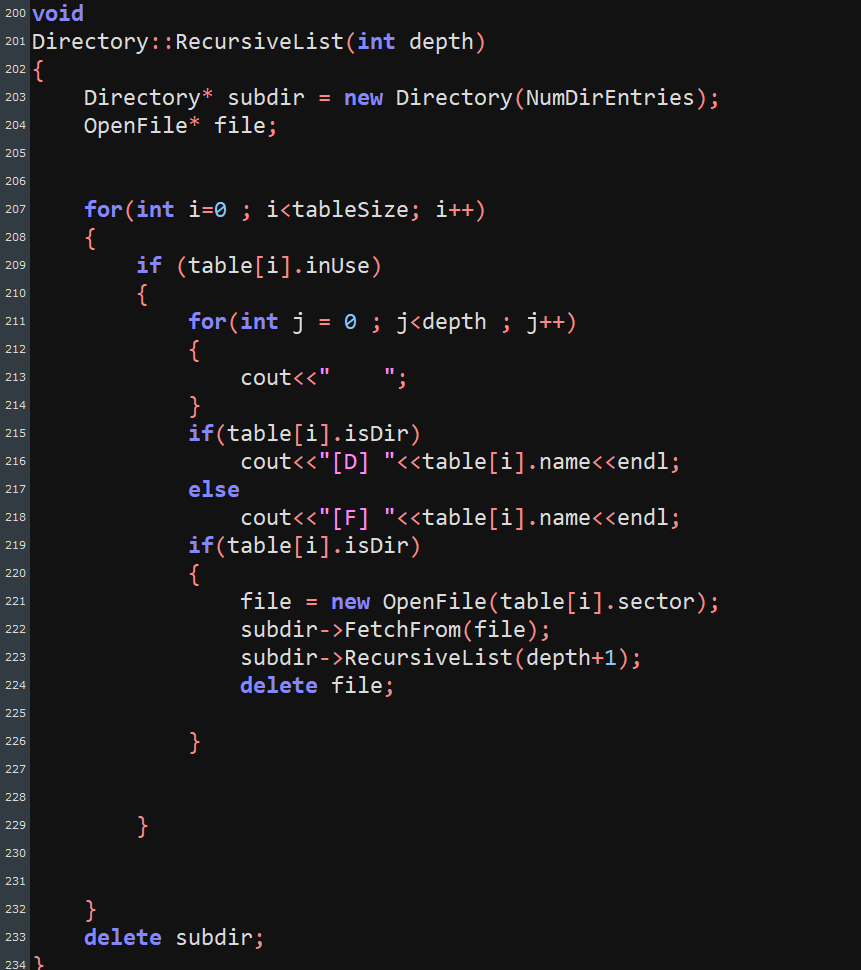 200 void
201 Directory::RecursiveList(int depth)
202 {
203     Directory* subdir = new Directory(NumDirEntries);
204     OpenFile* file;
205
206
207     for(int i=0 ; i<tableSize; i++)
208     {
209         if (table[i].inUse)
210         {
211             for(int j = 0 ; j<depth ; j++)
212             {
213                 cout<<"    ";
214             }
215             if(table[i].isDir)
216                 cout<<"[D] "<<table[i].name<<endl;
217             else
218                 cout<<"[F] "<<table[i].name<<endl;
219             if(table[i].isDir)
220             {
221                 file = new OpenFile(table[i].sector);
222                 subdir->FetchFrom(file);
223                 subdir->RecursiveList(depth+1);
224                 delete file;
225
226             }
227
228
229         }
230
231
232     }
233     delete subdir;
234 }